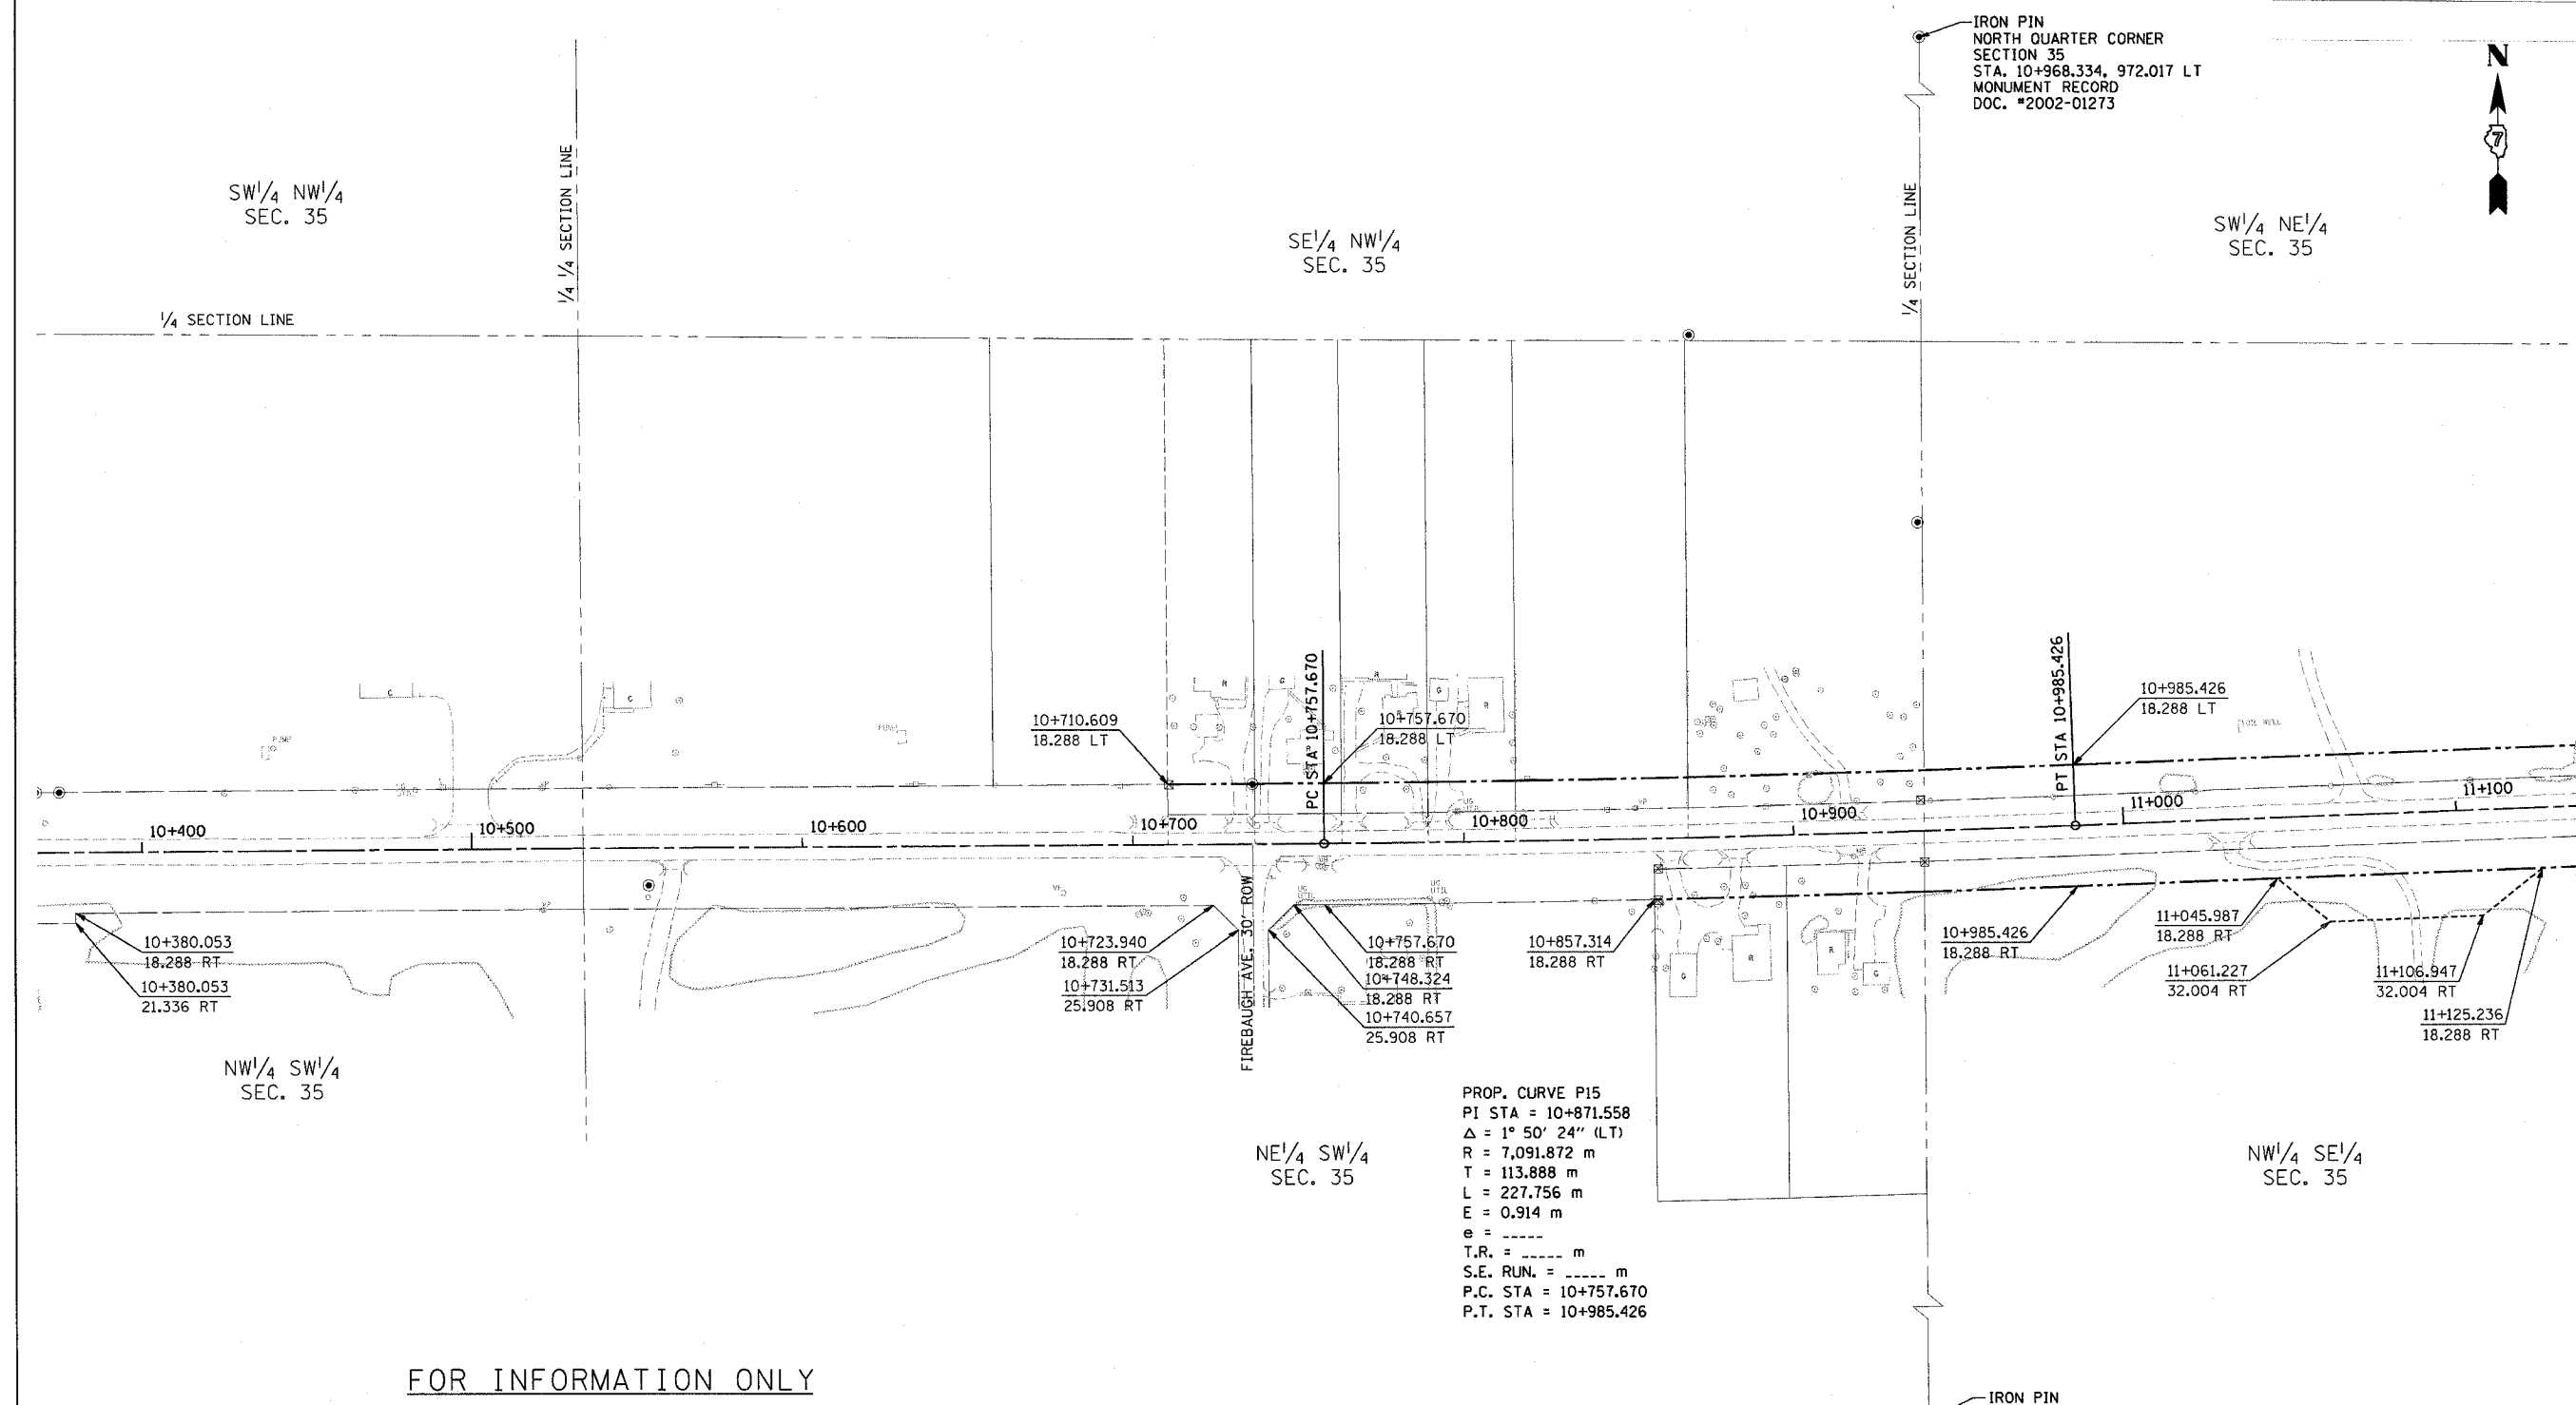 IRON PIN
NORTH QUARTER CORNER
SECTION 35
STA. 10+968.334, 972.017 LT
MONUMENT RECORD
DOC. #2002-01273
N
7
SW1/4 NW1/4
SEC. 35
1/4 1/4 SECTION LINE
SE1/4 NW1/4
SEC. 35
1/4 SECTION LINE
SW1/4 NE1/4
SEC. 35
1/4 SECTION LINE
10+710.609
18.288 LT
PC STA 10+757.670
10+757.670
18.288 LT
PT STA 10+985.426
10+985.426
18.288 LT
PUMP
PUMP
OIL WELL
G
G
R
G
R
G
R
R
10+400
10+500
10+600
10+700
10+800
10+900
11+000
11+100
UG
UTIL
UG
UTIL
10+380.053
18.288 RT
10+380.053
21.336 RT
10+723.940
18.288 RT
10+731.513
25.908 RT
FIREBAUGH AVE. 30' ROW
10+757.670
18.288 RT
10+748.324
18.288 RT
10+740.657
25.908 RT
10+857.314
18.288 RT
G
R
R
G
10+985.426
18.288 RT
11+045.987
18.288 RT
11+061.227
32.004 RT
11+106.947
32.004 RT
11+125.236
18.288 RT
NW1/4 SW1/4
SEC. 35
NE1/4 SW1/4
SEC. 35
PROP. CURVE P15
PI STA = 10+871.558
Δ = 1° 50' 24" (LT)
R = 7,091.872 m
T = 113.888 m
L = 227.756 m
E = 0.914 m
e = _____
T.R. = _____ m
S.E. RUN. = _____ m
P.C. STA = 10+757.670
P.T. STA = 10+985.426
NW1/4 SE1/4
SEC. 35
FOR INFORMATION ONLY
IRON PIN